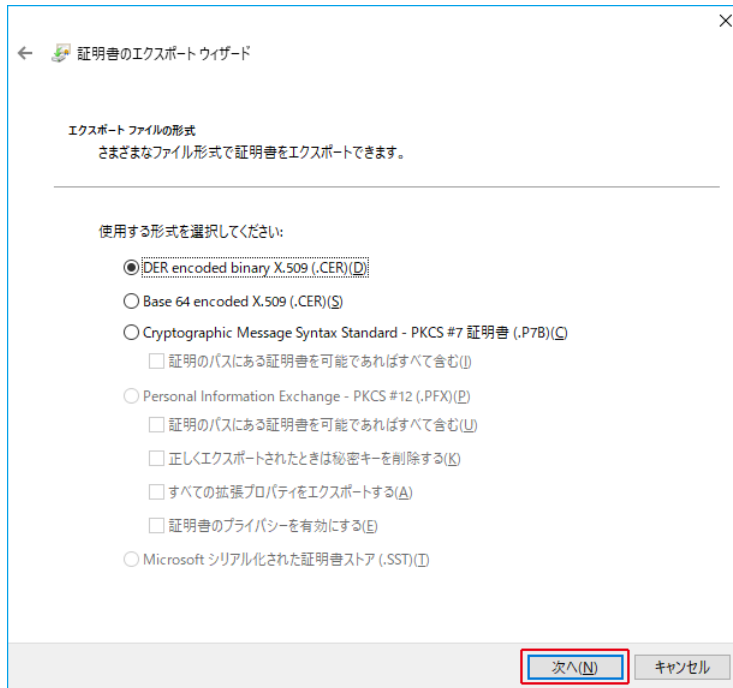 証明書のエクスポート ウィザード
エクスポート ファイルの形式
さまざまなファイル形式で証明書をエクスポートできます。
使用する形式を選択してください:
DER encoded binary X.509 (.CER)(D)
Base 64 encoded X.509 (.CER)(S)
Cryptographic Message Syntax Standard - PKCS #7 証明書 (.P7B)(C)
証明のパスにある証明書を可能であればすべて含む(I)
Personal Information Exchange - PKCS #12 (.PFX)(P)
証明のパスにある証明書を可能であればすべて含む(U)
正しくエクスポートされたときは秘密キーを削除する(K)
すべての拡張プロパティをエクスポートする(A)
証明書のプライバシーを有効にする(E)
Microsoft シリアル化された証明書ストア (.SST)(T)
次へ(N) キャンセル